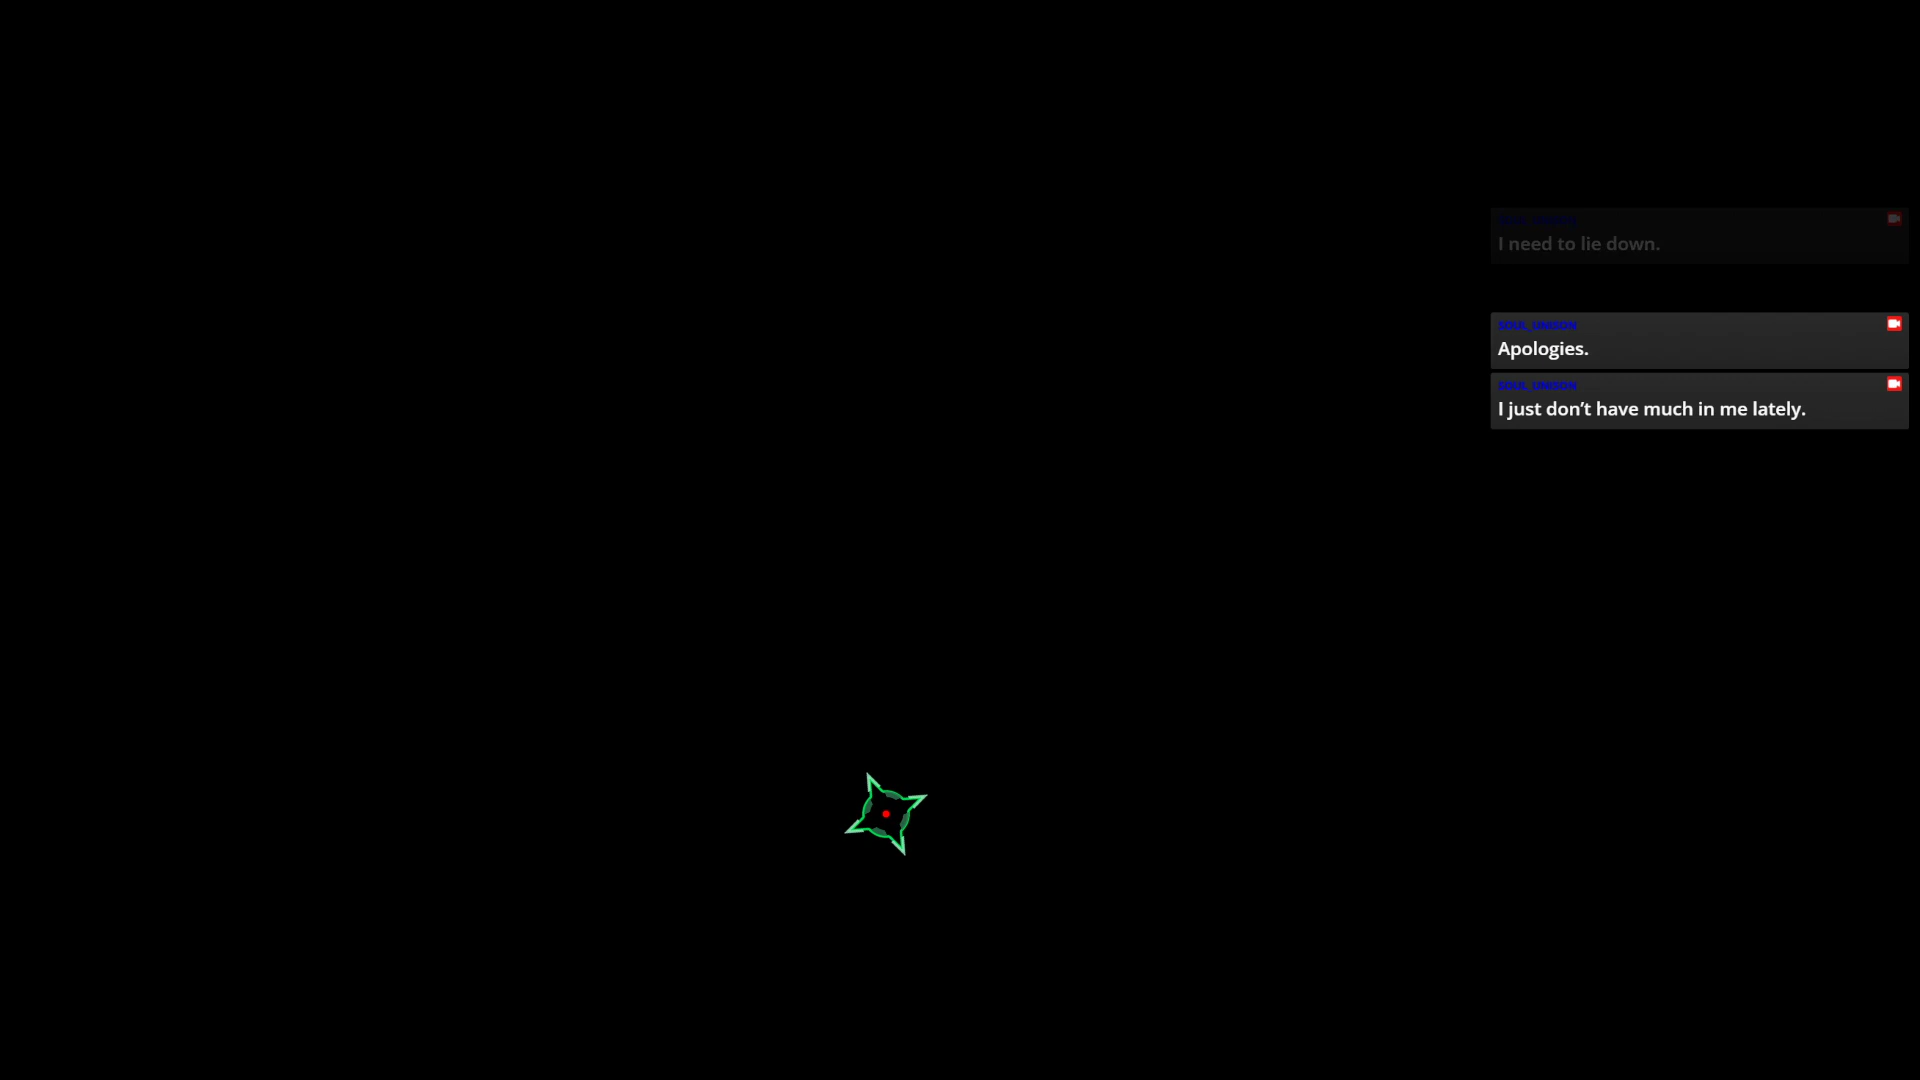 I need to lie down.
SOUL_UNISON
Apologies.
SOUL_UNISON
I just don’t have much in me lately.